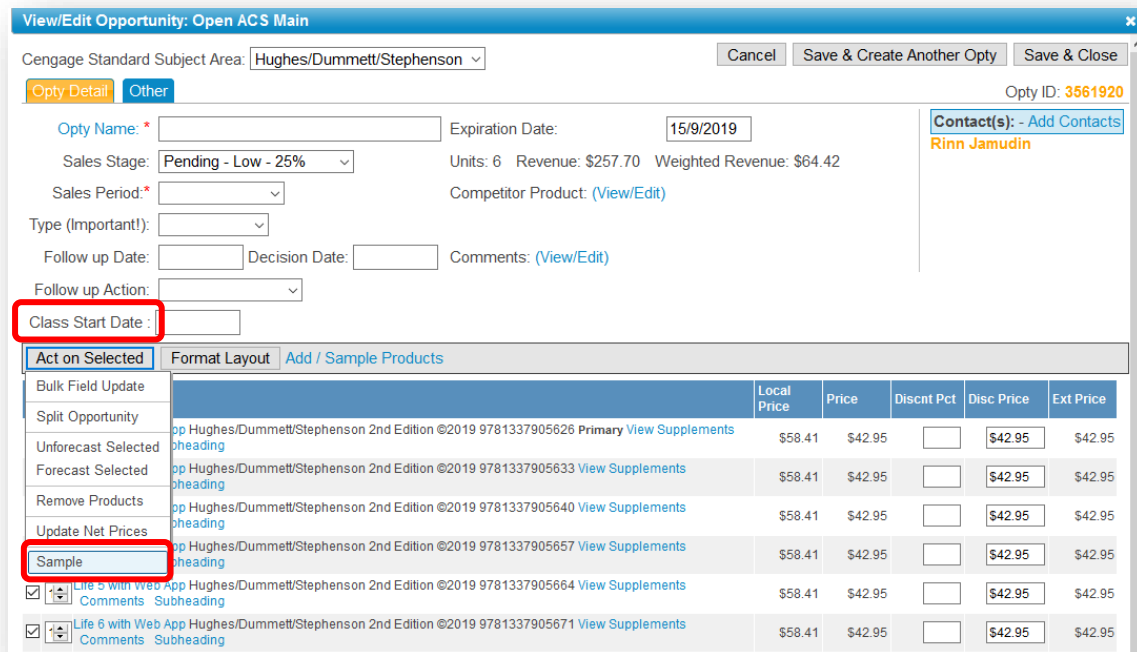 View/Edit Opportunity: Open ACS Main
Cengage Standard Subject Area: Hughes/Dummett/Stephenson Cancel Save & Create Another Opty Save & Close
Opty Detail Other Opty ID: 3561920
Opty Name: * Expiration Date: 15/9/2019 Contact(s): - Add Contacts
Rinn Jamudin
Sales Stage: Pending - Low - 25% Units: 6 Revenue: $257.70 Weighted Revenue: $64.42
Sales Period:* Competitor Product: (View/Edit)
Type (Important!):
Follow up Date: Decision Date: Comments: (View/Edit)
Follow up Action:
Class Start Date :
Act on Selected Format Layout Add / Sample Products
Bulk Field Update
Split Opportunity
Unforecast Selected
Forecast Selected
Remove Products
Update Net Prices
Sample
Local Price Price Discnt Pct Disc Price Ext Price
pp Hughes/Dummett/Stephenson 2nd Edition ©2019 9781337905626 Primary View Supplements
bheading $58.41 $42.95 $42.95 $42.95
pp Hughes/Dummett/Stephenson 2nd Edition ©2019 9781337905633 View Supplements
bheading $58.41 $42.95 $42.95 $42.95
pp Hughes/Dummett/Stephenson 2nd Edition ©2019 9781337905640 View Supplements
bheading $58.41 $42.95 $42.95 $42.95
pp Hughes/Dummett/Stephenson 2nd Edition ©2019 9781337905657 View Supplements
bheading $58.41 $42.95 $42.95 $42.95
Life 5 with Web App Hughes/Dummett/Stephenson 2nd Edition ©2019 9781337905664 View Supplements
Comments Subheading $58.41 $42.95 $42.95 $42.95
Life 6 with Web App Hughes/Dummett/Stephenson 2nd Edition ©2019 9781337905671 View Supplements
Comments Subheading $58.41 $42.95 $42.95 $42.95